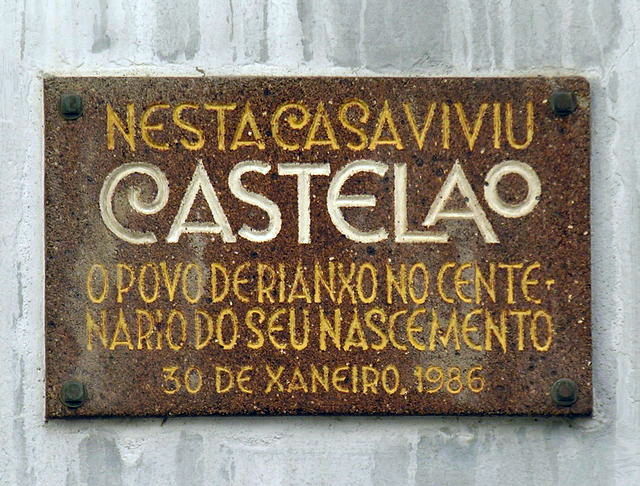 NESTA CASA VIVIU
CASTELAO
O POVO DE RIANXO NO CENTE-
NARIO DO SEU NASCEMENTO
30 DE XANEIRO. 1986